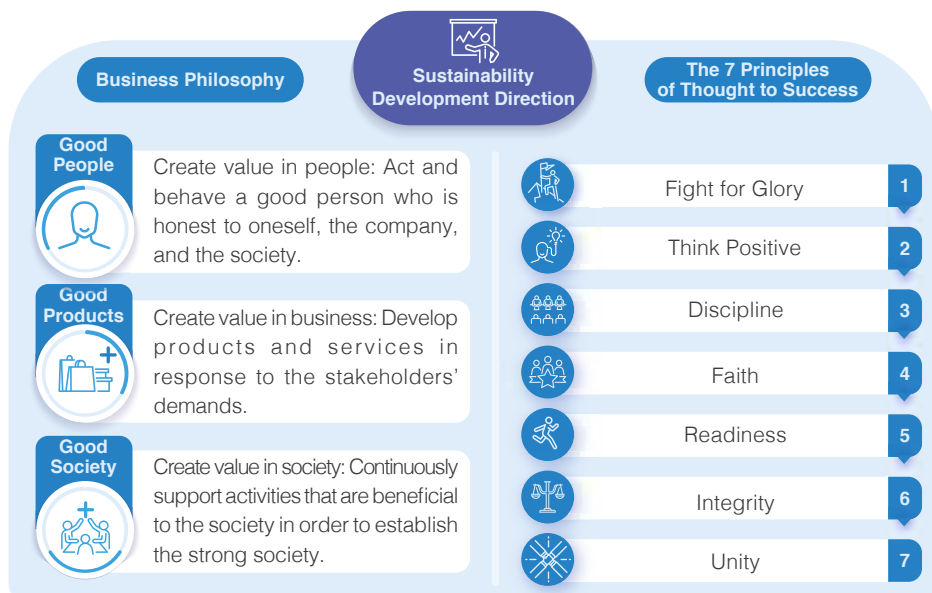 Sustainability
Development Direction
Business Philosophy
Good
People
Create value in people: Act and
behave a good person who is
honest to oneself, the company,
and the society.
Good
Products
Create value in business: Develop
products and services in
response to the stakeholders'
demands.
Good
Society
Create value in society: Continuously
support activities that are beneficial
to the society in order to establish
the strong society.
The 7 Principles
of Thought to Success
Fight for Glory 1
Think Positive 2
Discipline 3
Faith 4
Readiness 5
Integrity 6
Unity 7